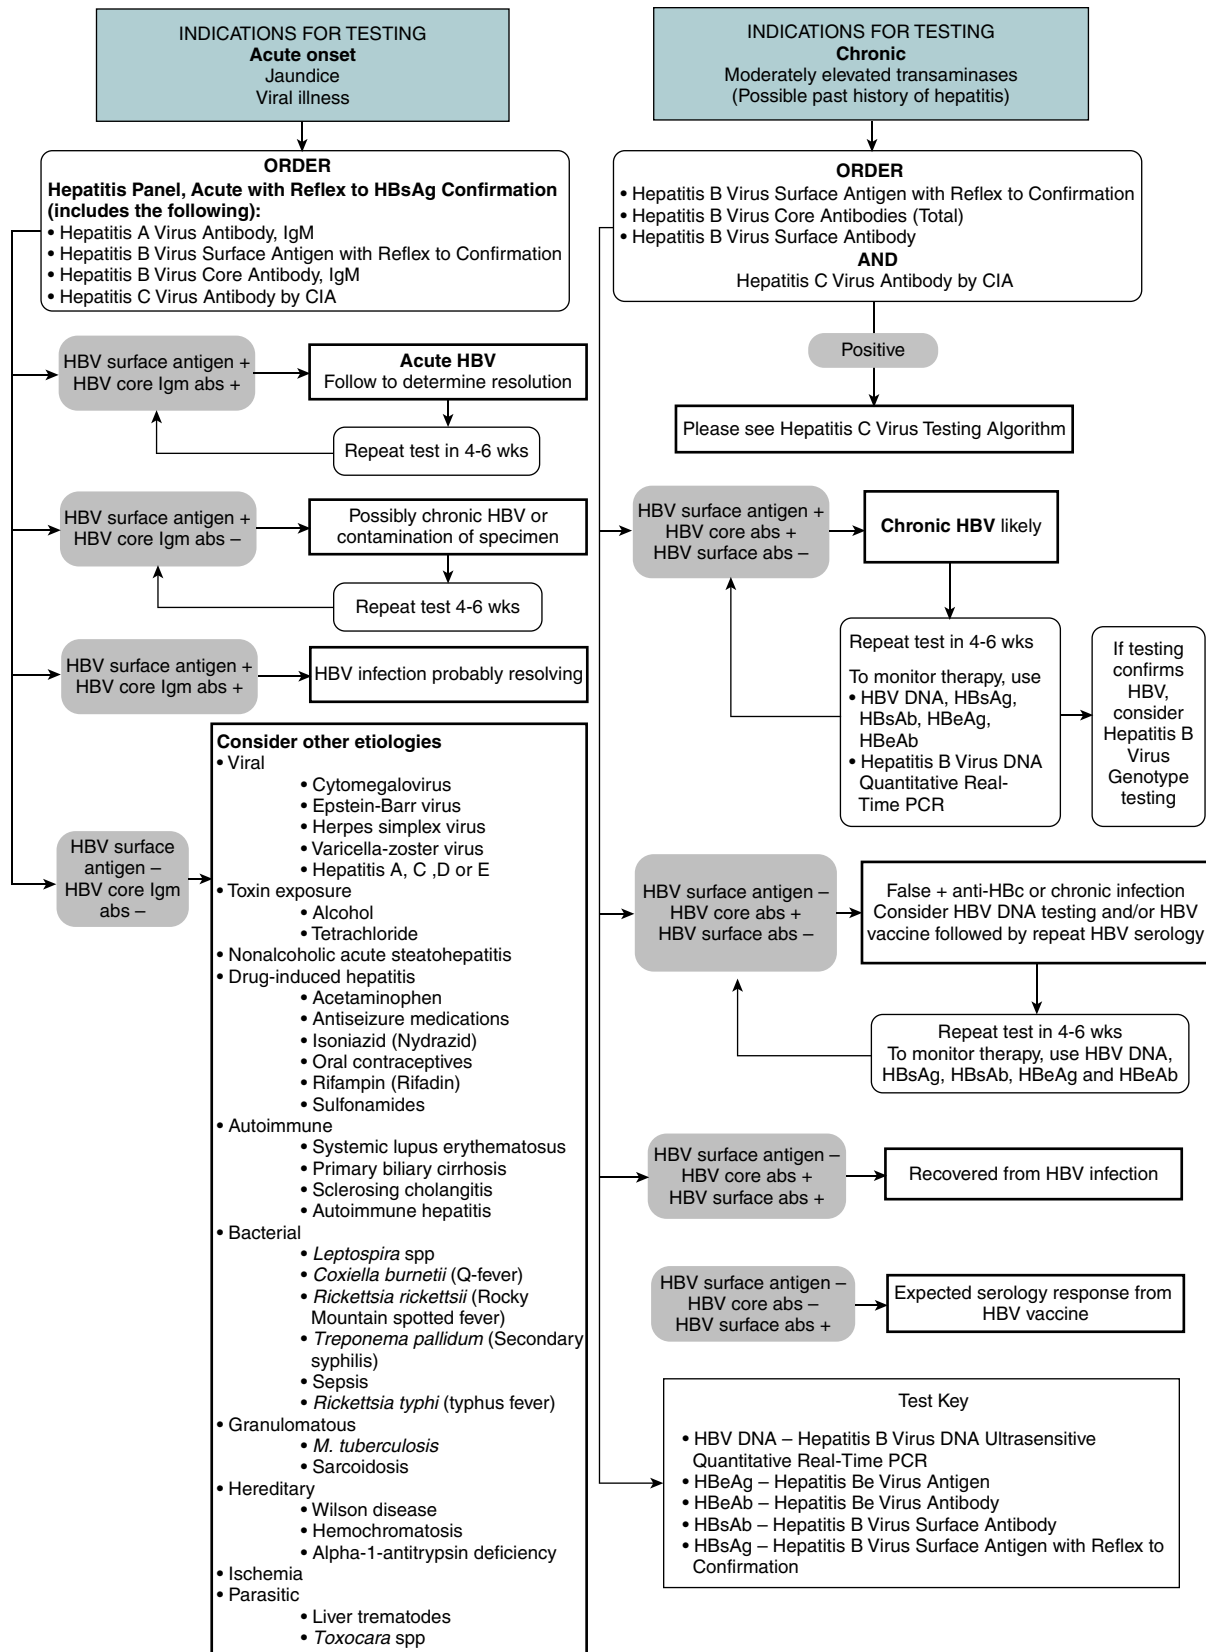 INDICATIONS FOR TESTING
Acute onset
Jaundice
Viral illness
ORDER
Hepatitis Panel, Acute with Reflex to HBsAg Confirmation
(includes the following):
• Hepatitis A Virus Antibody, IgM
• Hepatitis B Virus Surface Antigen with Reflex to Confirmation
• Hepatitis B Virus Core Antibody, IgM
• Hepatitis C Virus Antibody by CIA
HBV surface antigen +
HBV core Igm abs +
Acute HBV
Follow to determine resolution
Repeat test in 4-6 wks
HBV surface antigen +
HBV core Igm abs –
Possibly chronic HBV or
contamination of specimen
Repeat test 4-6 wks
HBV surface antigen +
HBV core Igm abs +
HBV infection probably resolving
HBV surface
antigen –
HBV core Igm
abs –
Consider other etiologies
• Viral
• Cytomegalovirus
• Epstein-Barr virus
• Herpes simplex virus
• Varicella-zoster virus
• Hepatitis A, C ,D or E
• Toxin exposure
• Alcohol
• Tetrachloride
• Nonalcoholic acute steatohepatitis
• Drug-induced hepatitis
• Acetaminophen
• Antiseizure medications
• Isoniazid (Nydrazid)
• Oral contraceptives
• Rifampin (Rifadin)
• Sulfonamides
• Autoimmune
• Systemic lupus erythematosus
• Primary biliary cirrhosis
• Sclerosing cholangitis
• Autoimmune hepatitis
• Bacterial
• Leptospira spp
• Coxiella burnetii (Q-fever)
• Rickettsia rickettsii (Rocky
Mountain spotted fever)
• Treponema pallidum (Secondary
syphilis)
• Sepsis
• Rickettsia typhi (typhus fever)
• Granulomatous
• M. tuberculosis
• Sarcoidosis
• Hereditary
• Wilson disease
• Hemochromatosis
• Alpha-1-antitrypsin deficiency
• Ischemia
• Parasitic
• Liver trematodes
• Toxocara spp
INDICATIONS FOR TESTING
Chronic
Moderately elevated transaminases
(Possible past history of hepatitis)
ORDER
• Hepatitis B Virus Surface Antigen with Reflex to Confirmation
• Hepatitis B Virus Core Antibodies (Total)
• Hepatitis B Virus Surface Antibody
AND
Hepatitis C Virus Antibody by CIA
Positive
Please see Hepatitis C Virus Testing Algorithm
HBV surface antigen +
HBV core abs +
HBV surface abs –
Chronic HBV likely
Repeat test in 4-6 wks
To monitor therapy, use
• HBV DNA, HBsAg,
HBsAb, HBeAg,
HBeAb
• Hepatitis B Virus DNA
Quantitative Real-
Time PCR
If testing
confirms
HBV,
consider
Hepatitis B
Virus
Genotype
testing
HBV surface antigen –
HBV core abs +
HBV surface abs –
False + anti-HBc or chronic infection
Consider HBV DNA testing and/or HBV
vaccine followed by repeat HBV serology
Repeat test in 4-6 wks
To monitor therapy, use HBV DNA,
HBsAg, HBsAb, HBeAg and HBeAb
HBV surface antigen –
HBV core abs +
HBV surface abs +
Recovered from HBV infection
HBV surface antigen –
HBV core abs –
HBV surface abs +
Expected serology response from
HBV vaccine
Test Key
• HBV DNA – Hepatitis B Virus DNA Ultrasensitive
Quantitative Real-Time PCR
• HBeAg – Hepatitis Be Virus Antigen
• HBeAb – Hepatitis Be Virus Antibody
• HBsAb – Hepatitis B Virus Surface Antibody
• HBsAg – Hepatitis B Virus Surface Antigen with Reflex to
Confirmation